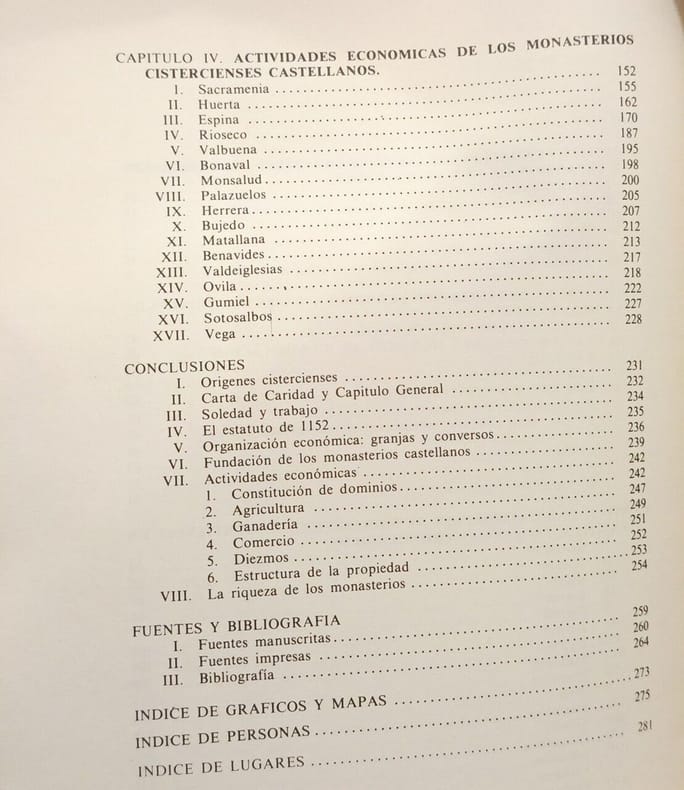 CAPITULO IV. ACTIVIDADES ECONOMICAS DE LOS MONASTERIOS
CISTERCIENSES CASTELLANOS.
I. Sacramenia ........ 152
II. Huerta ........ 155
III. Espina ........ 162
IV. Rioseco ........ 170
V. Valbuena ........ 187
VI. Bonaval ........ 195
VII. Monsalud ........ 198
VIII. Palazuelos ........ 200
IX. Herrera ........ 205
X. Bujedo ........ 207
XI. Matallana ........ 212
XII. Benavides ........ 213
XIII. Valdeiglesias ........ 217
XIV. Ovila ........ 218
XV. Gumiel ........ 222
XVI. Sotosalbos ........ 227
XVII. Vega ........ 228
CONCLUSIONES
I. Origenes cistercienses ........ 231
II. Carta de Caridad y Capitulo General ........ 232
III. Soledad y trabajo ........ 234
IV. El estatuto de 1152 ........ 235
V. Organización económica: granjas y conversos ........ 236
VI. Fundación de los monasterios castellanos ........ 239
VII. Actividades económicas ........ 242
1. Constitución de dominios ........ 242
2. Agricultura ........ 247
3. Ganadería ........ 249
4. Comercio ........ 251
5. Diezmos ........ 252
6. Estructura de la propiedad ........ 253
VIII. La riqueza de los monasterios ........ 254
FUENTES Y BIBLIOGRAFIA
I. Fuentes manuscritas ........ 259
II. Fuentes impresas ........ 260
III. Bibliografía ........ 264
INDICE DE GRAFICOS Y MAPAS ........ 273
INDICE DE PERSONAS ........ 275
INDICE DE LUGARES ........ 281